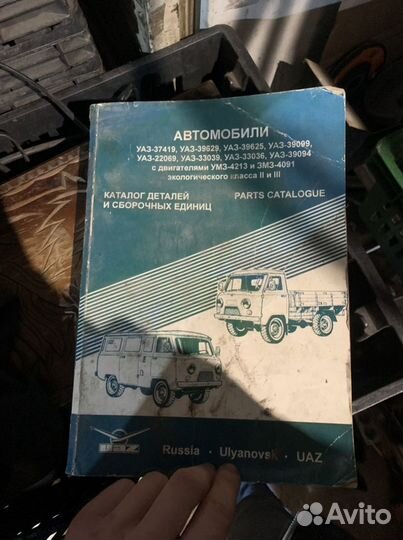 АВТОМОБИЛИ
УАЗ-37419, УАЗ-39629, УАЗ-39625, УАЗ-39099,
УАЗ-22069, УАЗ-33039, УАЗ-33036, УАЗ-39094
с двигателями УМЗ-4213 и ЗМЗ-4091
экологического класса II и III
КАТАЛОГ ДЕТАЛЕЙ PARTS CATALOGUE
И СБОРОЧНЫХ ЕДИНИЦ
UAZ
Russia · Ulyanovsk · UAZ
Avito